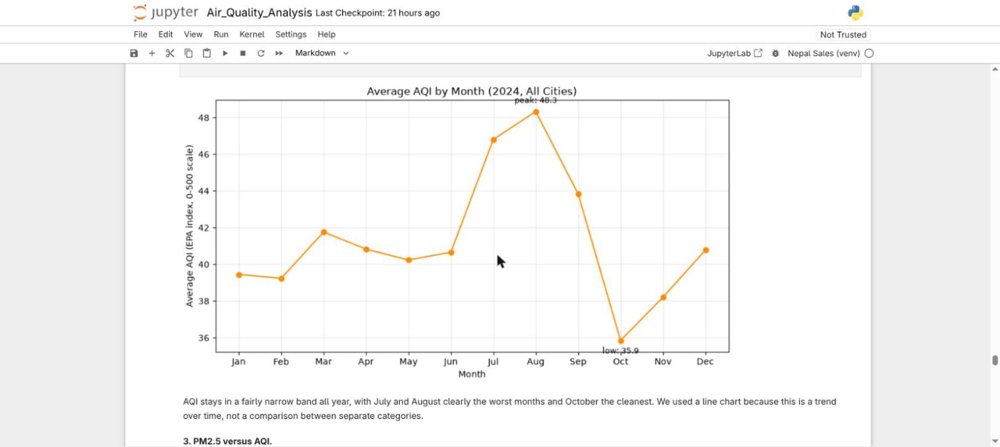 jupyter Air_Quality_Analysis Last Checkpoint: 21 hours ago
File Edit View Run Kernel Settings Help Not Trusted
Markdown JupyterLab Nepal Sales (venv)
Average AQI by Month (2024, All Cities)
peak: 48.3
Average AQI (EPA index, 0-500 scale)
48
46
44
42
40
38
36
low: 35.9
Jan Feb Mar Apr May Jun Jul Aug Sep Oct Nov Dec
Month
AQI stays in a fairly narrow band all year, with July and August clearly the worst months and October the cleanest. We used a line chart because this is a trend
over time, not a comparison between separate categories.
3. PM2.5 versus AQI.